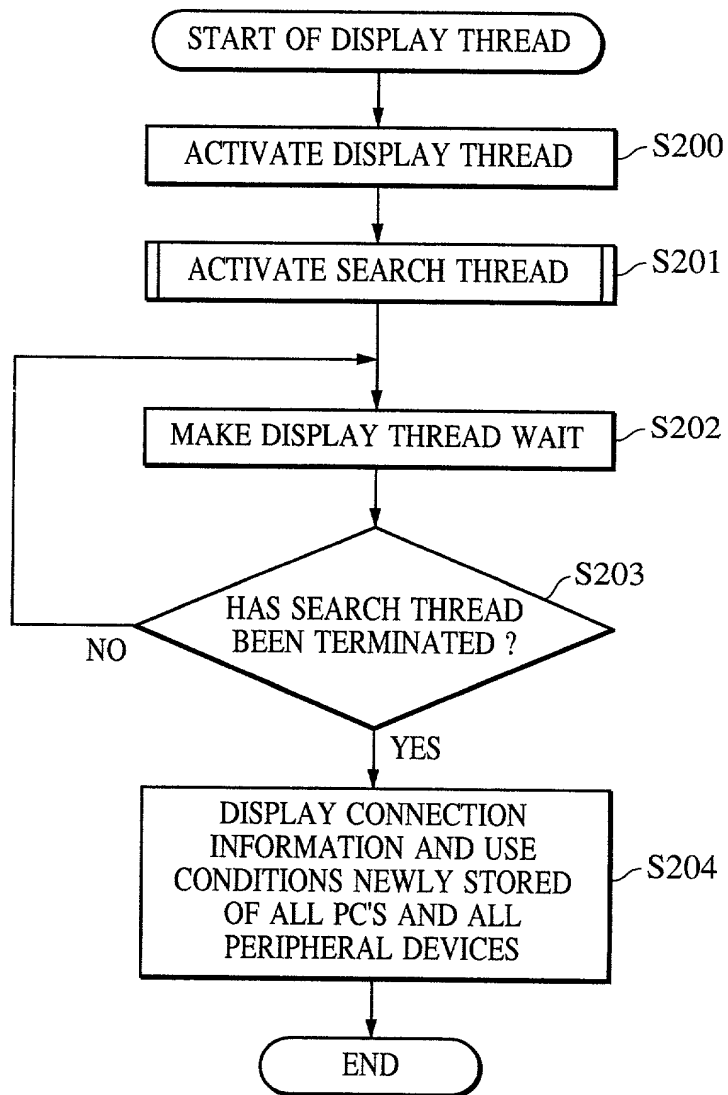 START OF DISPLAY THREAD
ACTIVATE DISPLAY THREAD
S200
ACTIVATE SEARCH THREAD
S201
MAKE DISPLAY THREAD WAIT
S202
S203
HAS SEARCH THREAD
BEEN TERMINATED ?
NO
YES
DISPLAY CONNECTION
INFORMATION AND USE
CONDITIONS NEWLY STORED
OF ALL PC'S AND ALL
PERIPHERAL DEVICES
S204
END